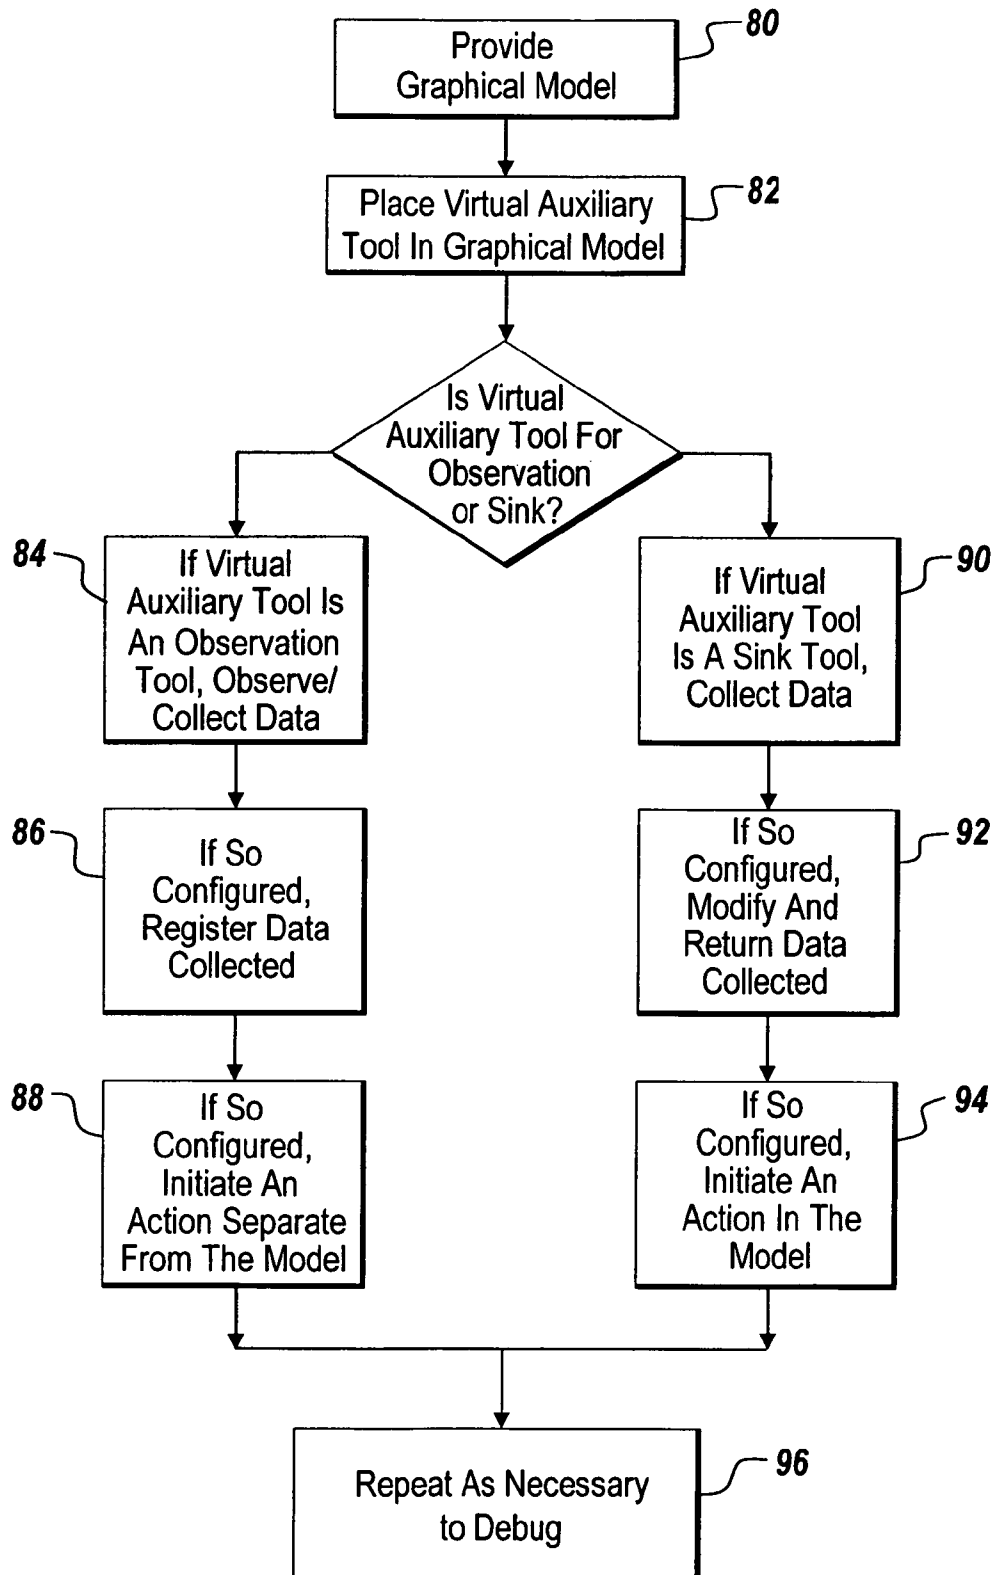 80
Provide
Graphical Model
82
Place Virtual Auxiliary
Tool In Graphical Model
Is Virtual
Auxiliary Tool For
Observation
or Sink?
84
If Virtual
Auxiliary Tool Is
An Observation
Tool, Observe/
Collect Data
90
If Virtual
Auxiliary Tool
Is A Sink Tool,
Collect Data
86
If So
Configured,
Register Data
Collected
92
If So
Configured,
Modify And
Return Data
Collected
88
If So
Configured,
Initiate An
Action Separate
From The Model
94
If So
Configured,
Initiate An
Action In The
Model
96
Repeat As Necessary
to Debug